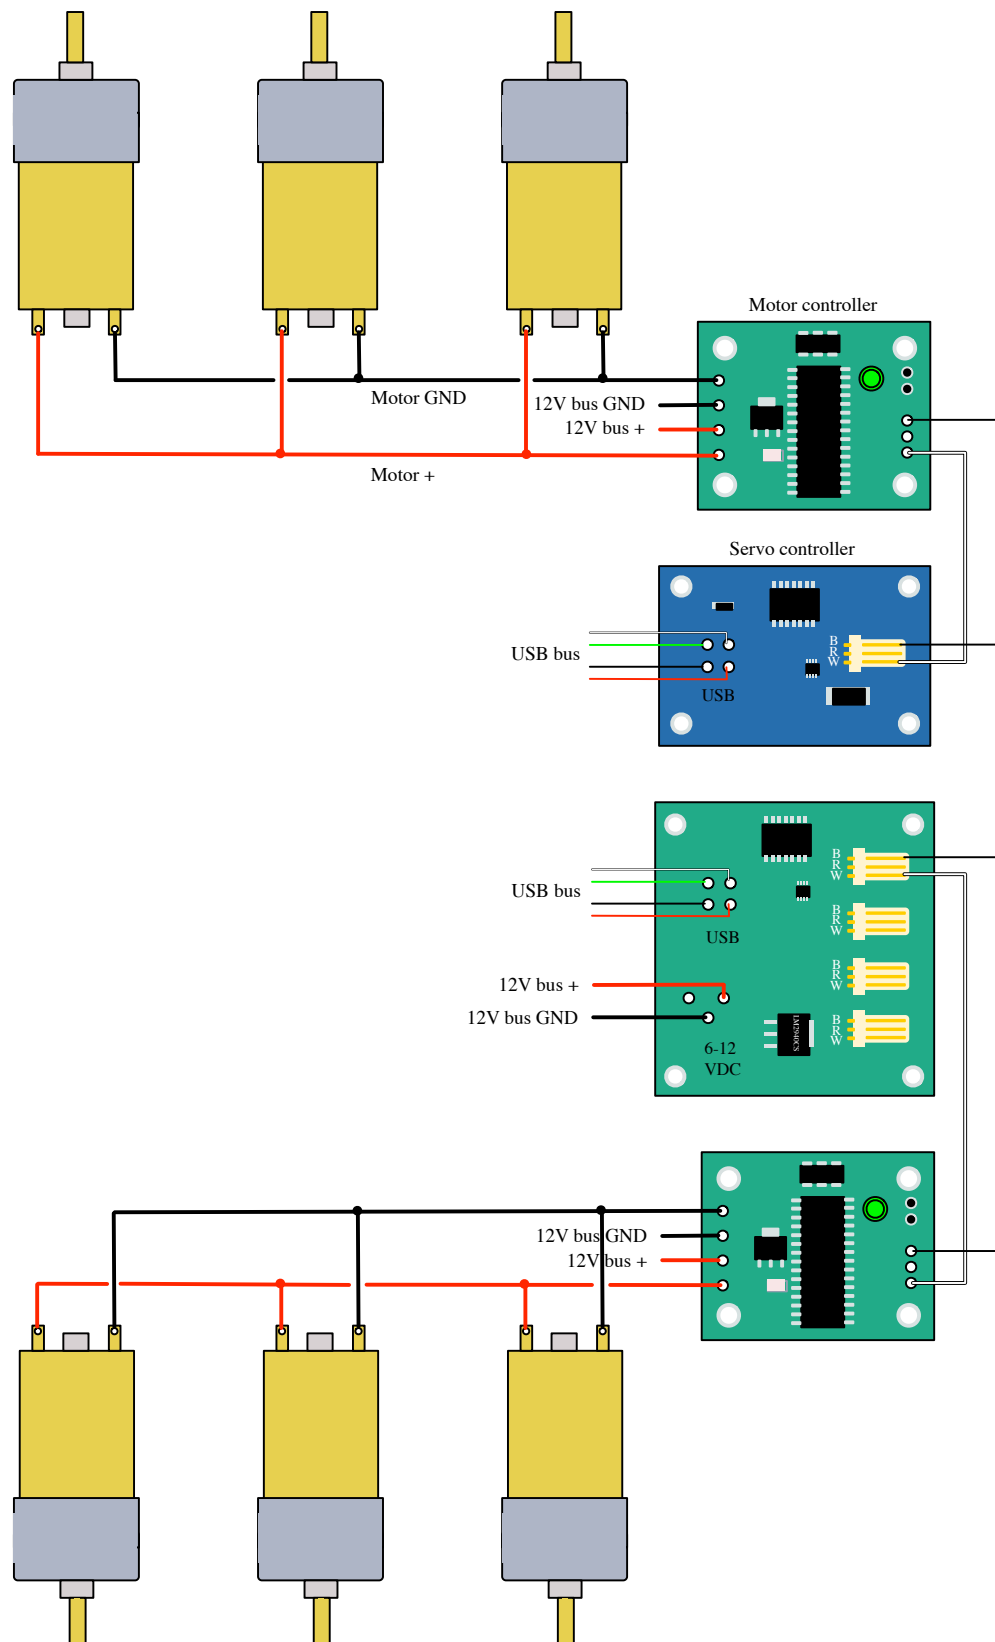 Motor controller
Motor GND
12V bus GND
12V bus +
Motor +
Servo controller
B
R
W
USB bus
USB
B
R
W
USB bus
B
R
W
USB
B
R
W
12V bus +
12V bus GND
B
R
W
LM2940CS
6-12
VDC
12V bus GND
12V bus +